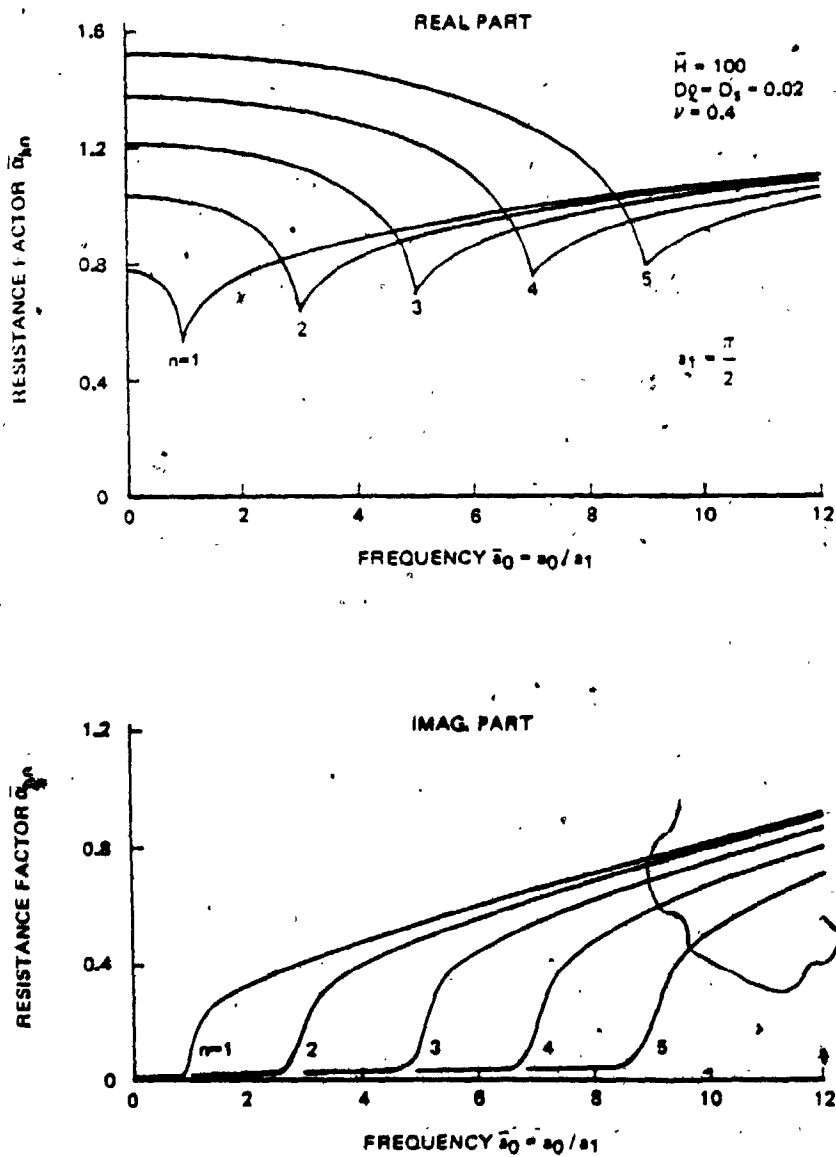 REAL PART
1.6
1.2
0.8
0.4
0
RESISTANCE FACTOR ᾱhn
H̄ = 100
Dℓ = Ds = 0.02
ν = 0.4
n=1
2
3
4
5
a1 = π/2
0 2 4 6 8 10 12
FREQUENCY ā0 = a0/a1
IMAG. PART
1.2
0.8
0.4
0
RESISTANCE FACTOR ᾱhn
n=1
2
3
4
5
0 2 4 6 8 10 12
FREQUENCY ā0 = a0/a1